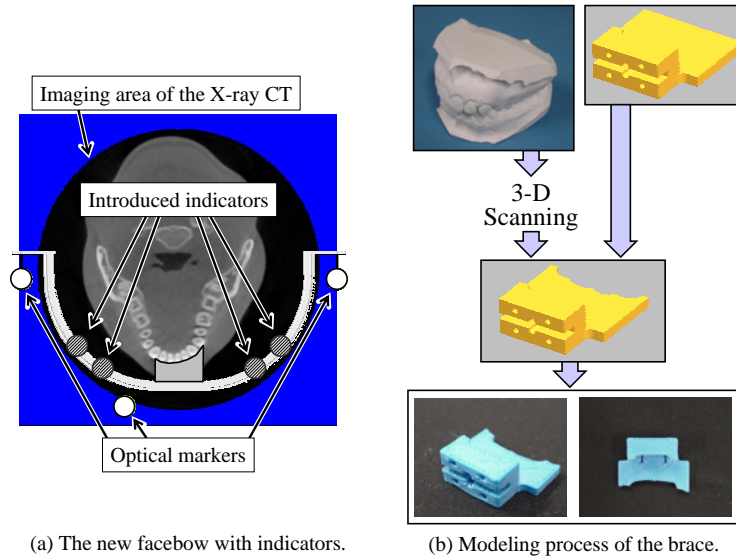 Imaging area of the X-ray CT
Introduced indicators
Optical markers
(a) The new facebow with indicators.
3-D
Scanning
(b) Modeling process of the brace.